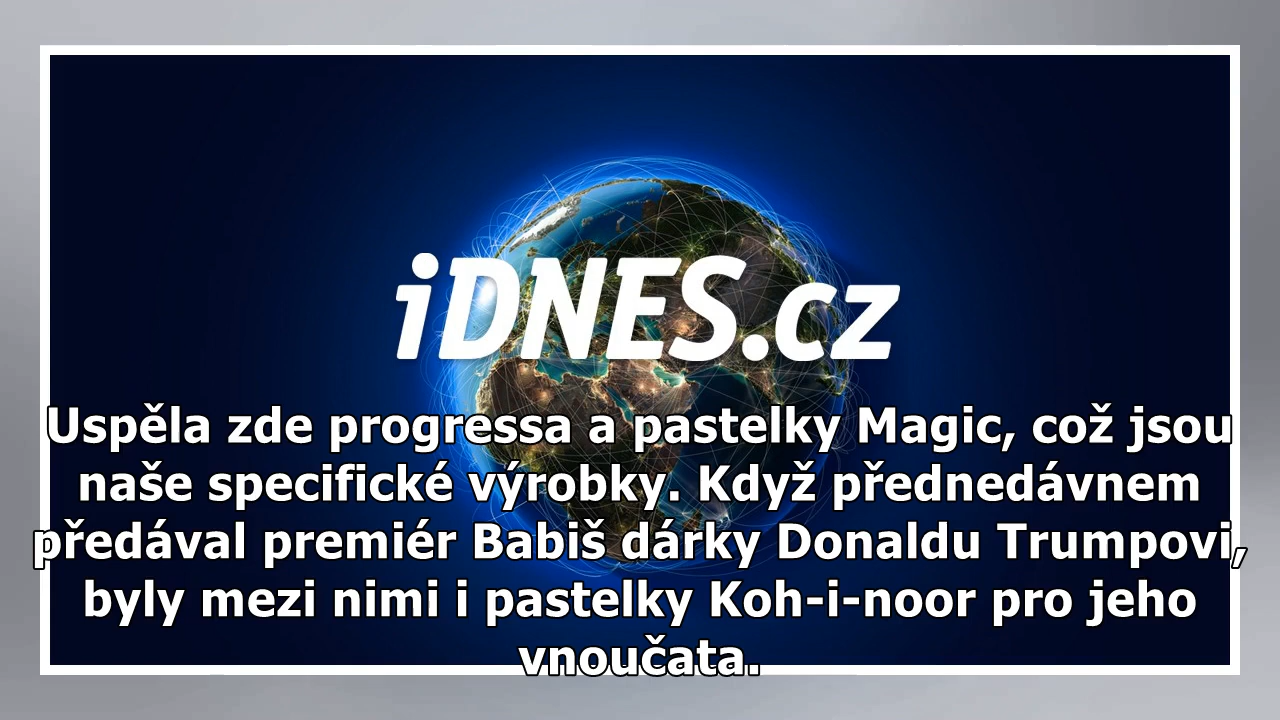 iDNES.cz
Uspěla zde progressa a pastelky Magic, což jsou
naše specifické výrobky. Když přednedávnem
předával premiér Babiš dárky Donaldu Trumpovi,
byly mezi nimi i pastelky Koh-i-noor pro jeho
vnoučata.